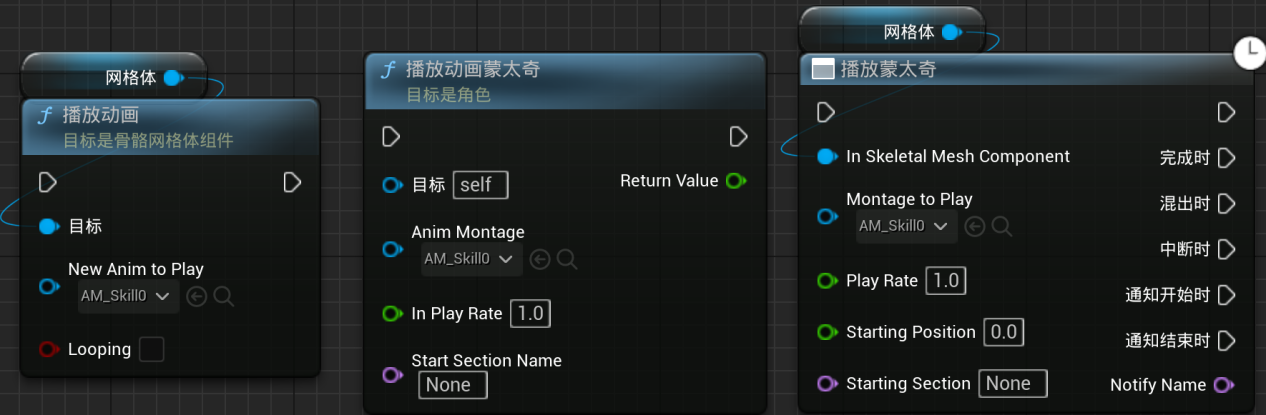 网格体
播放动画
目标是骨骼网格体组件
目标
New Anim to Play
AM_Skill0
Looping
播放动画蒙太奇
目标是角色
目标 self
Return Value
Anim Montage
AM_Skill0
In Play Rate 1.0
Start Section Name
None
网格体
播放蒙太奇
In Skeletal Mesh Component
完成时
Montage to Play
AM_Skill0
混出时
中断时
Play Rate 1.0
通知开始时
Starting Position 0.0
通知结束时
Starting Section None
Notify Name